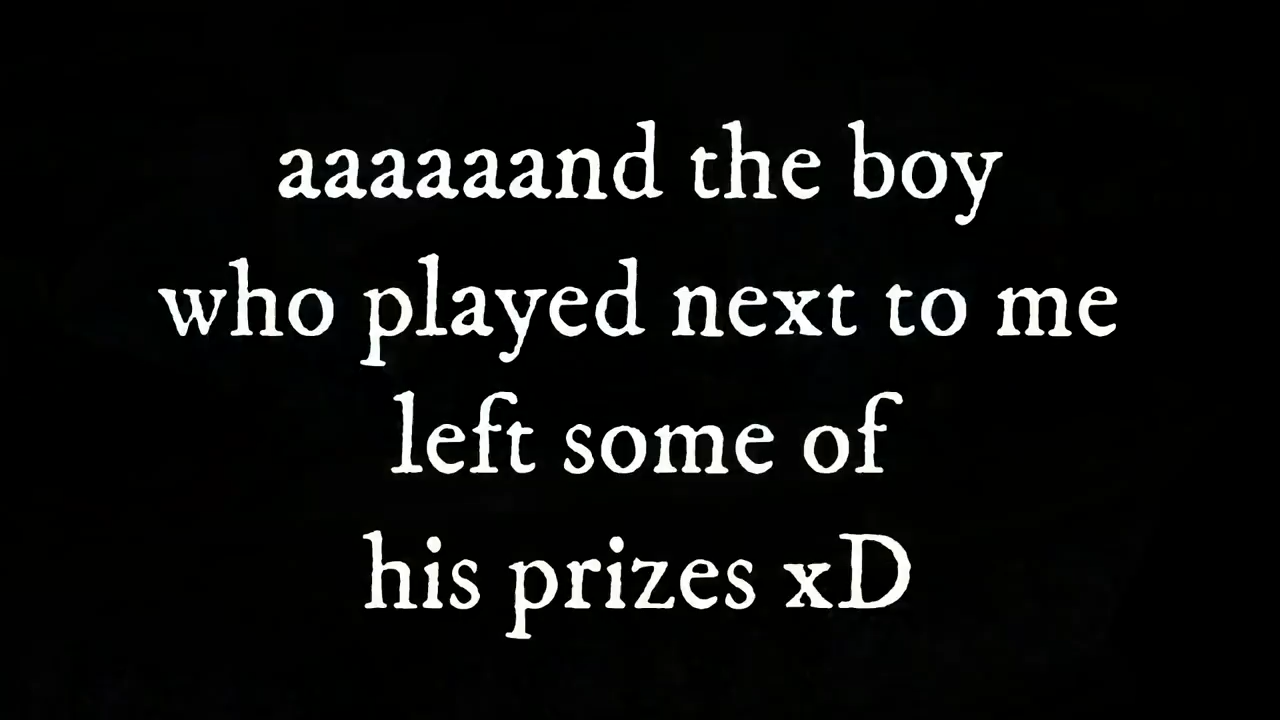 aaaaaand the boy
who played next to me
left some of
his prizes xD